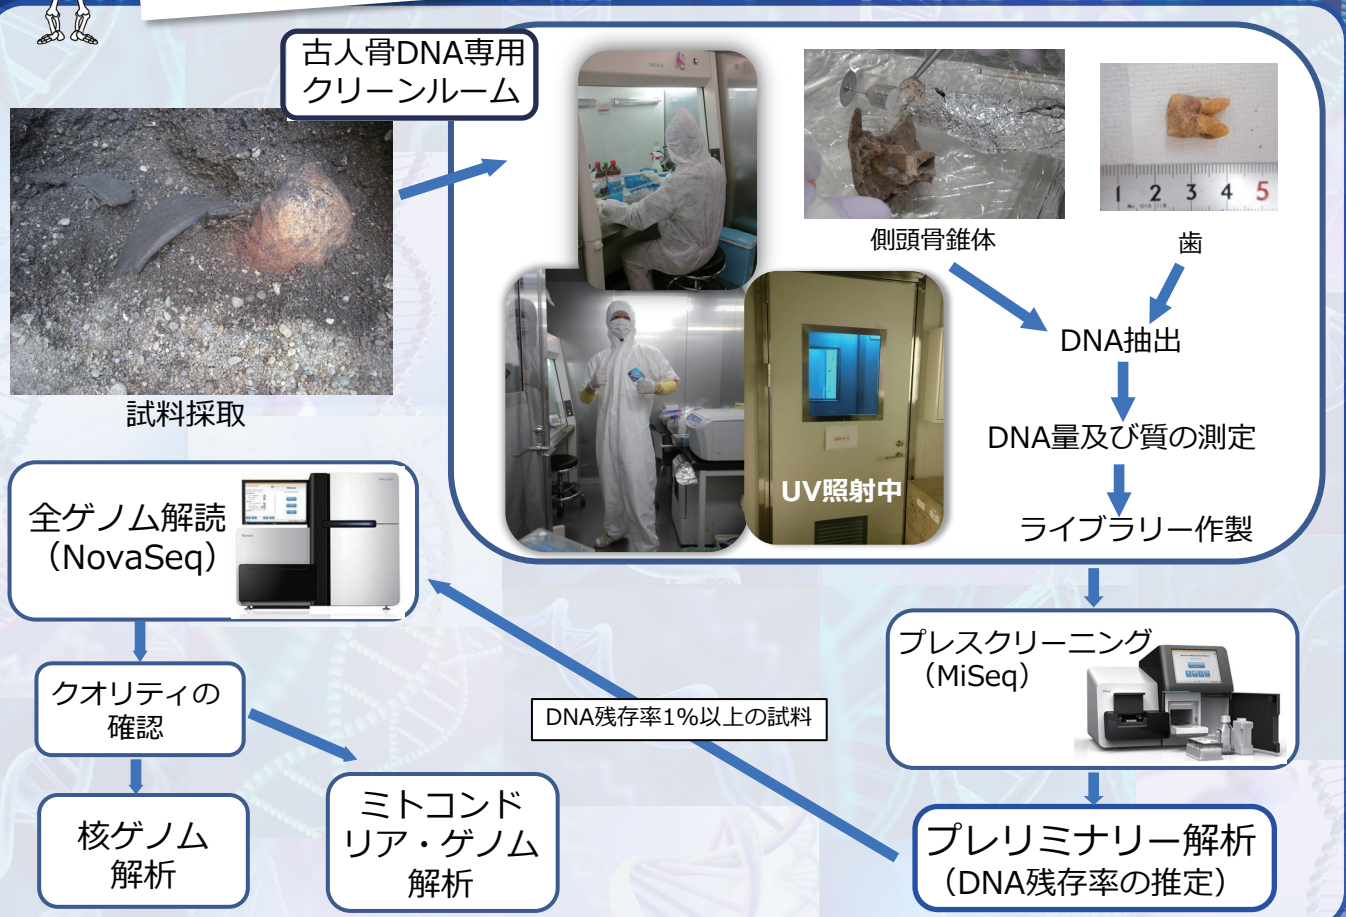 古人骨DNA専用
クリーンルーム
試料採取
側頭骨錐体
1 2 3 4 5
歯
DNA抽出
DNA量及び質の測定
ライブラリー作製
UV照射中
プレスクリーニング
（MiSeq）
プレリミナリー解析
（DNA残存率の推定）
DNA残存率1%以上の試料
全ゲノム解読
（NovaSeq）
クオリティの
確認
核ゲノム
解析
ミトコンド
リア・ゲノム
解析